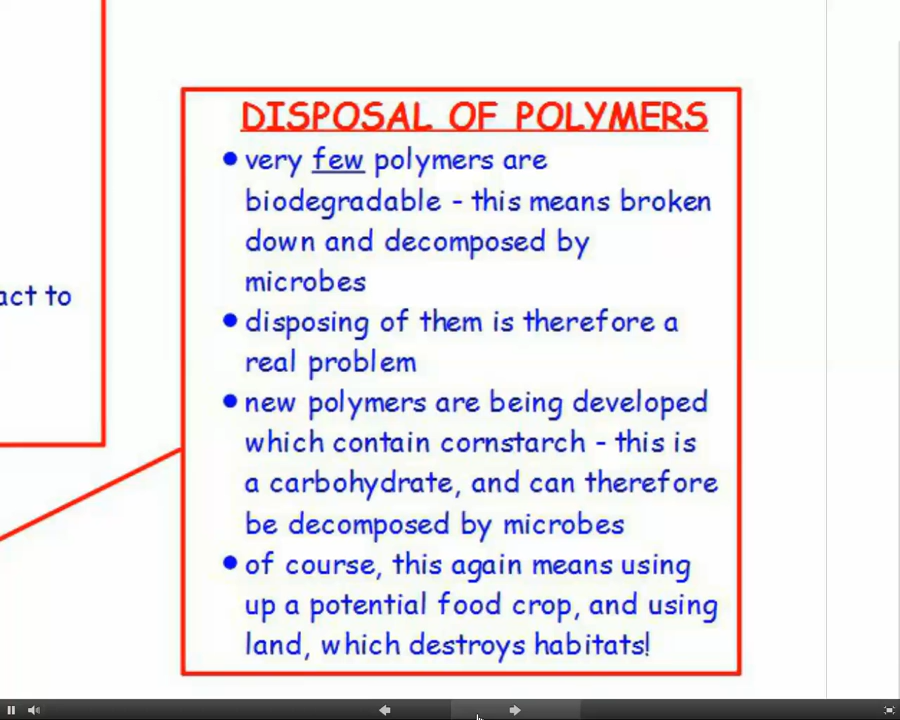 DISPOSAL OF POLYMERS
• very few polymers are
biodegradable - this means broken
down and decomposed by
microbes
• disposing of them is therefore a
real problem
• new polymers are being developed
which contain cornstarch - this is
a carbohydrate, and can therefore
be decomposed by microbes
• of course, this again means using
up a potential food crop, and using
land, which destroys habitats!
act to